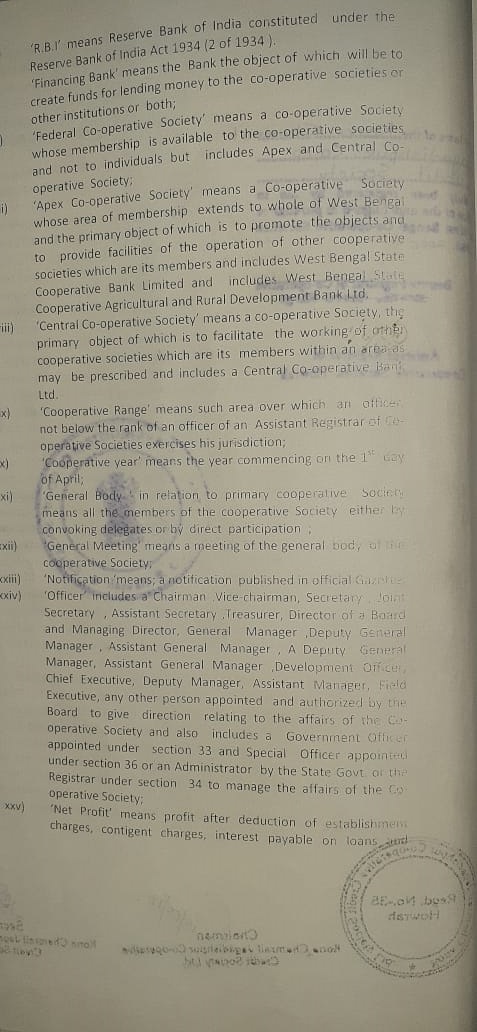 'R.B.I' means Reserve Bank of India constituted under the
Reserve Bank of India Act 1934 (2 of 1934 ).
'Financing Bank' means the Bank the object of which will be to
create funds for lending money to the co-operative societies or
other institutions or both;
) 'Federal Co-operative Society' means a co-operative Society
whose membership is available to the co-operative societies
and not to individuals but includes Apex and Central Co-
operative Society;
i) 'Apex Co-operative Society' means a Co-operative Society
whose area of membership extends to whole of West Bengal
and the primary object of which is to promote the objects and
to provide facilities of the operation of other cooperative
societies which are its members and includes West Bengal State
Cooperative Bank Limited and includes West Bengal State
Cooperative Agricultural and Rural Development Bank Ltd.
iii) 'Central Co-operative Society' means a co-operative Society, the
primary object of which is to facilitate the working of other
cooperative societies which are its members within an area as
may be prescribed and includes a Central Co-operative Bank
Ltd.
x) 'Cooperative Range' means such area over which an officer
not below the rank of an officer of an Assistant Registrar of Co-
operative Societies exercises his jurisdiction;
x) 'Cooperative year' means the year commencing on the 1st day
of April;
xi) 'General Body ' in relation to primary cooperative Society
means all the members of the cooperative Society either by
convoking delegates or by direct participation ;
xxii) 'General Meeting' means a meeting of the general body of the
cooperative Society;
xxiii) 'Notification 'means; a notification published in official Gazette;
xxiv) 'Officer' includes a Chairman ,Vice-chairman, Secretary , Joint
Secretary , Assistant Secretary ,Treasurer, Director of a Board
and Managing Director, General Manager ,Deputy General
Manager , Assistant General Manager , A Deputy General
Manager, Assistant General Manager ,Development Officer,
Chief Executive, Deputy Manager, Assistant Manager, Field
Executive, any other person appointed and authorized by the
Board to give direction relating to the affairs of the Co-
operative Society and also includes a Government Officer
appointed under section 33 and Special Officer appointed
under section 36 or an Administrator by the State Govt. or the
Registrar under section 34 to manage the affairs of the Co-
operative Society;
xxv) 'Net Profit' means profit after deduction of establishment
charges, contigent charges, interest payable on loans and
Regd. No.-38
Howrah
Chairman
Credit Society Ltd